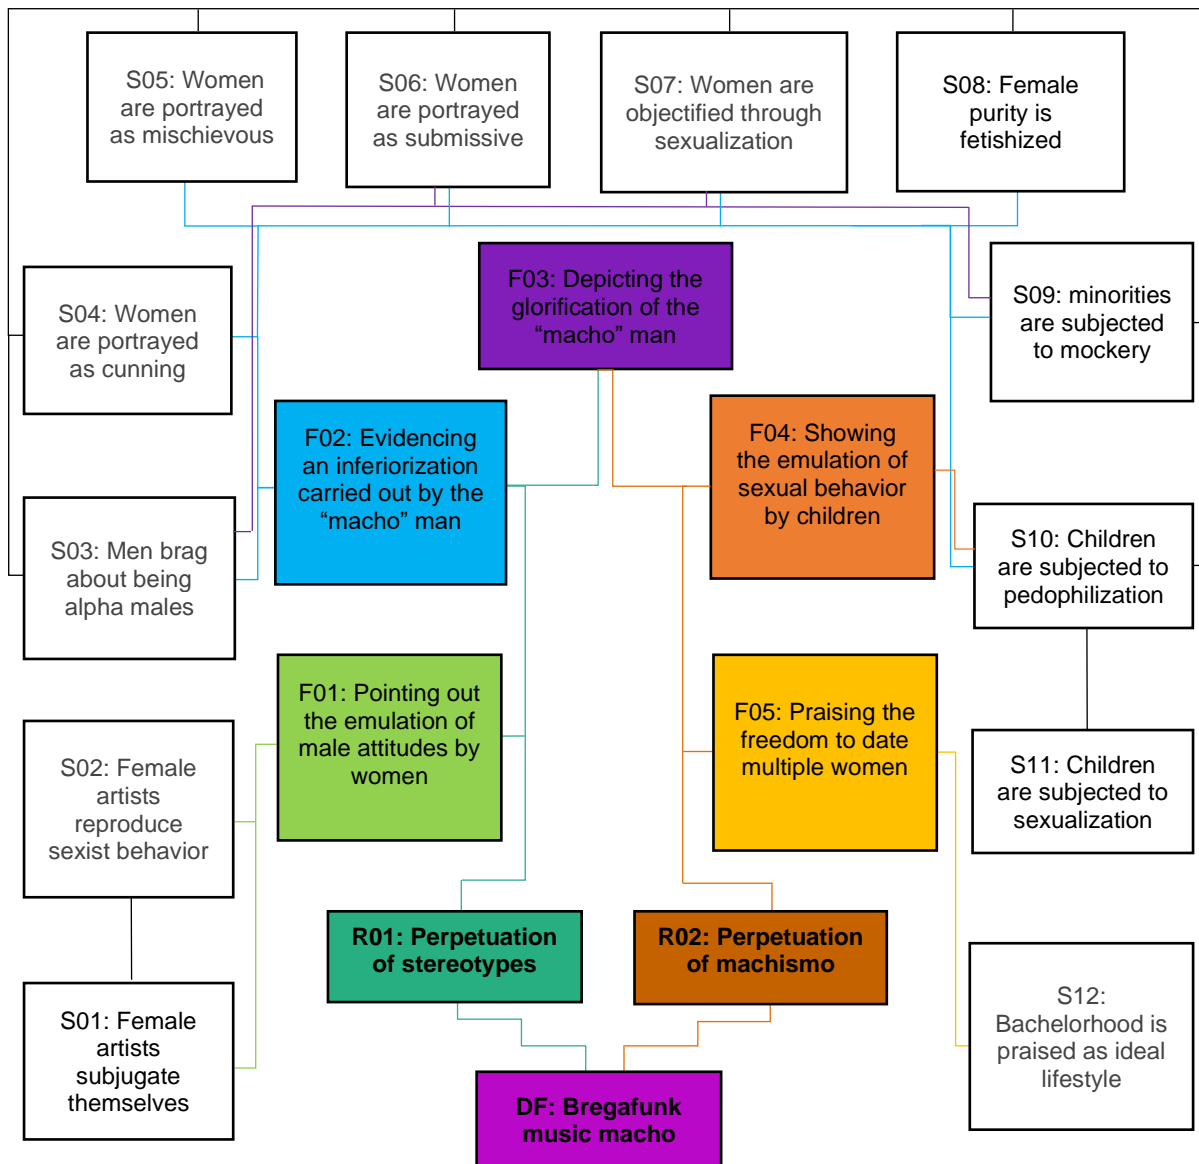 S05: Women
are portrayed
as mischievous
S06: Women
are portrayed
as submissive
S07: Women are
objectified through
sexualization
S08: Female
purity is
fetishized
S04: Women
are portrayed
as cunning
F03: Depicting the
glorification of the
“macho” man
S09: minorities
are subjected
to mockery
F02: Evidencing
an inferiorization
carried out by the
“macho” man
F04: Showing
the emulation of
sexual behavior
by children
S03: Men brag
about being
alpha males
S10: Children
are subjected to
pedophilization
F01: Pointing out
the emulation of
male attitudes by
women
F05: Praising the
freedom to date
multiple women
S02: Female
artists
reproduce
sexist behavior
S11: Children
are subjected to
sexualization
R01: Perpetuation
of stereotypes
R02: Perpetuation
of machismo
S01: Female
artists
subjugate
themselves
S12:
Bachelorhood is
praised as ideal
lifestyle
DF: Bregafunk
music macho